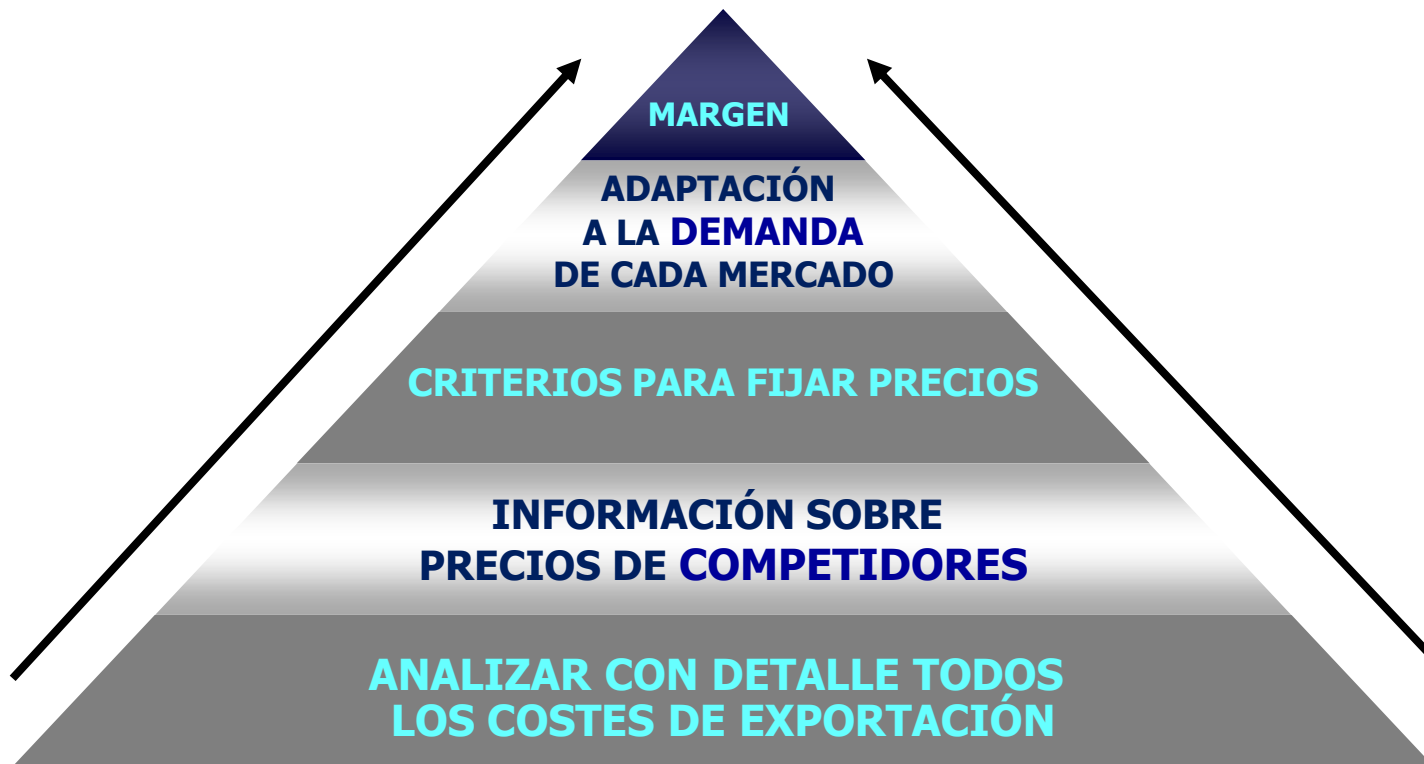 MARGEN
ADAPTACIÓN
A LA DEMANDA
DE CADA MERCADO
CRITERIOS PARA FIJAR PRECIOS
INFORMACIÓN SOBRE
PRECIOS DE COMPETIDORES
ANALIZAR CON DETALLE TODOS
LOS COSTES DE EXPORTACIÓN